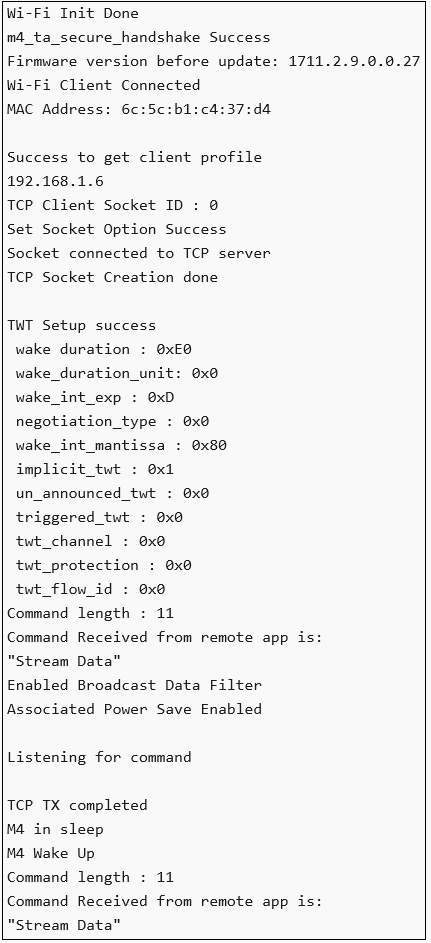 Wi-Fi Init Done
m4_ta_secure_handshake Success
Firmware version before update: 1711.2.9.0.0.27
Wi-Fi Client Connected
MAC Address: 6c:5c:b1:c4:37:d4
Success to get client profile
192.168.1.6
TCP Client Socket ID : 0
Set Socket Option Success
Socket connected to TCP server
TCP Socket Creation done
TWT Setup success
wake duration : 0xE0
wake_duration_unit: 0x0
wake_int_exp : 0xD
negotiation_type : 0x0
wake_int_mantissa : 0x80
implicit_twt : 0x1
un_announced_twt : 0x0
triggered_twt : 0x0
twt_channel : 0x0
twt_protection : 0x0
twt_flow_id : 0x0
Command length : 11
Command Received from remote app is:
"Stream Data"
Enabled Broadcast Data Filter
Associated Power Save Enabled
Listening for command
TCP TX completed
M4 in sleep
M4 Wake Up
Command length : 11
Command Received from remote app is:
"Stream Data"